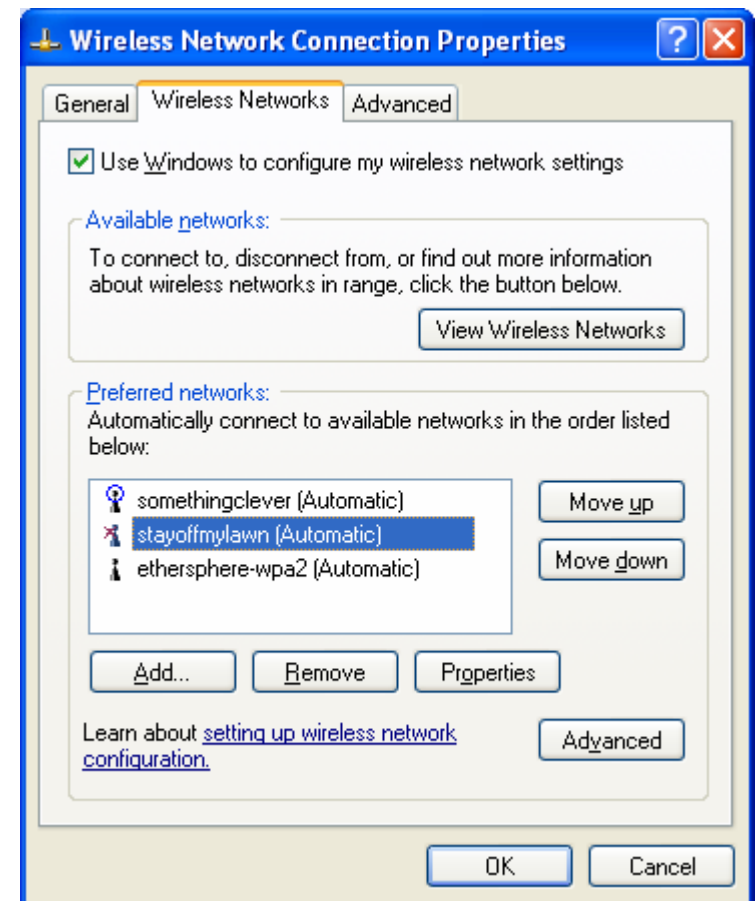 Wireless Network Connection Properties
?
General Wireless Networks Advanced
Use Windows to configure my wireless network settings
Available networks:
To connect to, disconnect from, or find out more information
about wireless networks in range, click the button below.
View Wireless Networks
Preferred networks:
Automatically connect to available networks in the order listed
below:
somethingclever (Automatic)
stayoffmylawn (Automatic)
ethersphere-wpa2 (Automatic)
Move up
Move down
Add... Remove Properties
Learn about setting up wireless network
configuration.
Advanced
OK Cancel